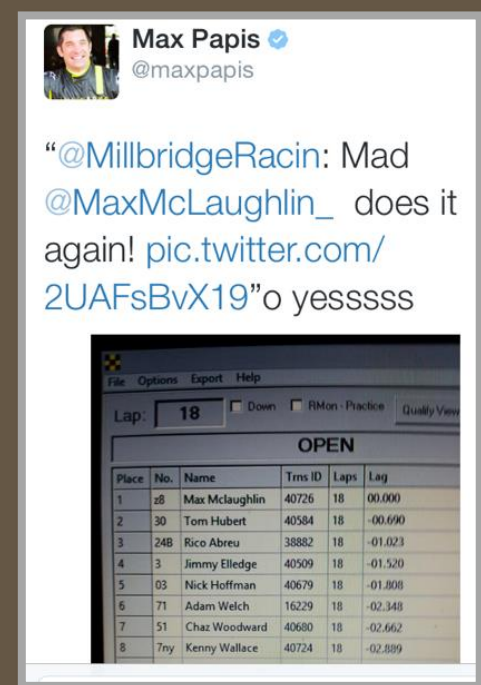 Max Papis
@maxpapis
“@MillbridgeRacin: Mad
@MaxMcLaughlin_ does it
again! pic.twitter.com/
2UAFsBvX19”o yesssss
File Options Export Help
Lap: 18 Down RMon - Practice Qualify View
OPEN
Place No. Name Trns ID Laps Lag
1 z8 Max Mclaughlin 40726 18 00.000
2 30 Tom Hubert 40584 18 -00.690
3 24B Rico Abreu 38882 18 -01.023
4 3 Jimmy Elledge 40509 18 -01.520
5 03 Nick Hoffman 40679 18 -01.808
6 71 Adam Welch 16229 18 -02.348
7 51 Chaz Woodward 40680 18 -02.662
8 7ny Kenny Wallace 40724 18 -02.889